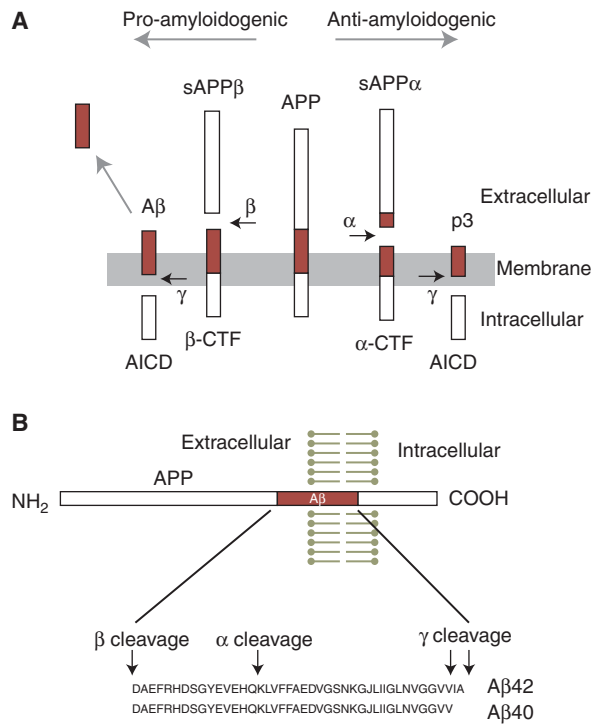 A
Pro-amyloidogenic
Anti-amyloidogenic
sAPPβ
APP
sAPPα
Aβ
β
α
Extracellular
p3
Membrane
γ
γ
Intracellular
AICD
β-CTF
α-CTF
AICD
B
Extracellular
Intracellular
APP
NH2
Aβ
COOH
β cleavage
α cleavage
γ cleavage
DAEFRHDSGYEVEHQKLVFFAEDVGSNKGJLIIGLNVGGVVIA
Aβ42
DAEFRHDSGYEVEHQKLVFFAEDVGSNKGJLIIGLNVGGVV
Aβ40